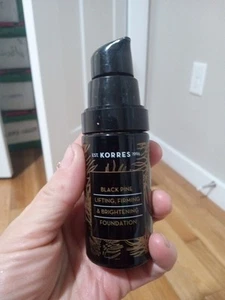 KORRES
BLACK PINE
LIFTING, FIRMING
& BRIGHTENING
FOUNDATION